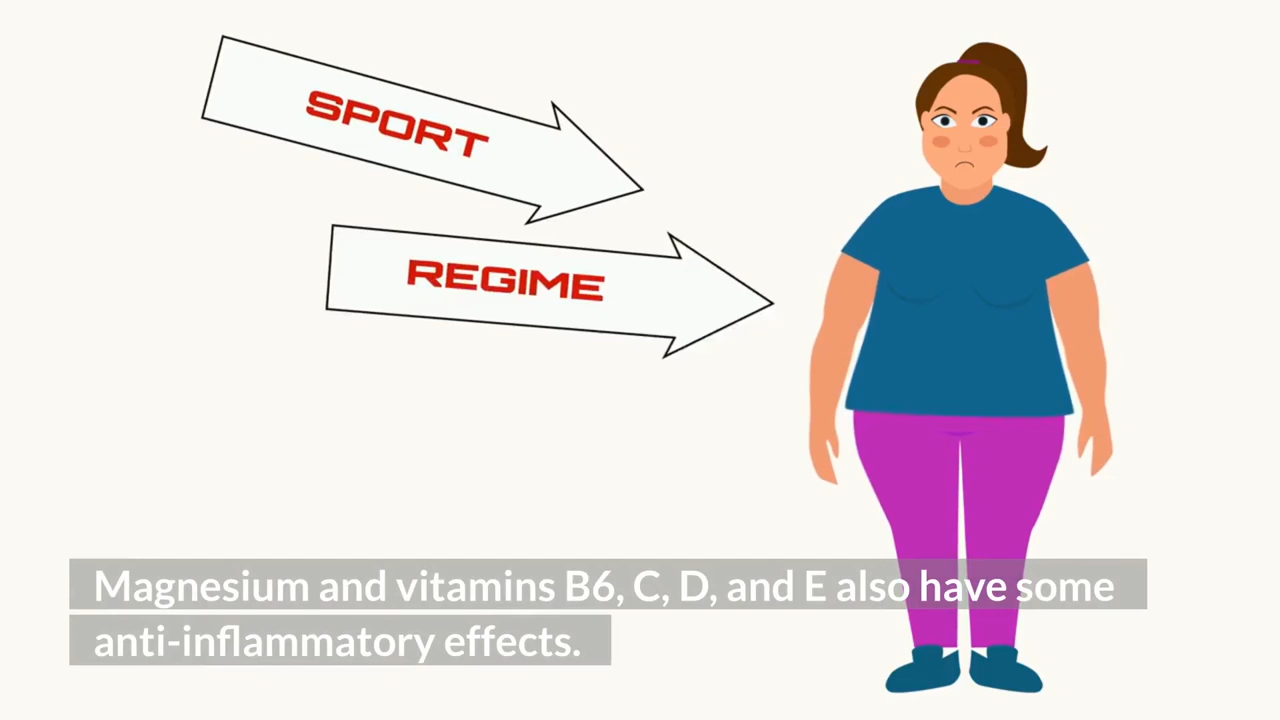 SPORT
REGIME
Magnesium and vitamins B6, C, D, and E also have some
anti-inflammatory effects.